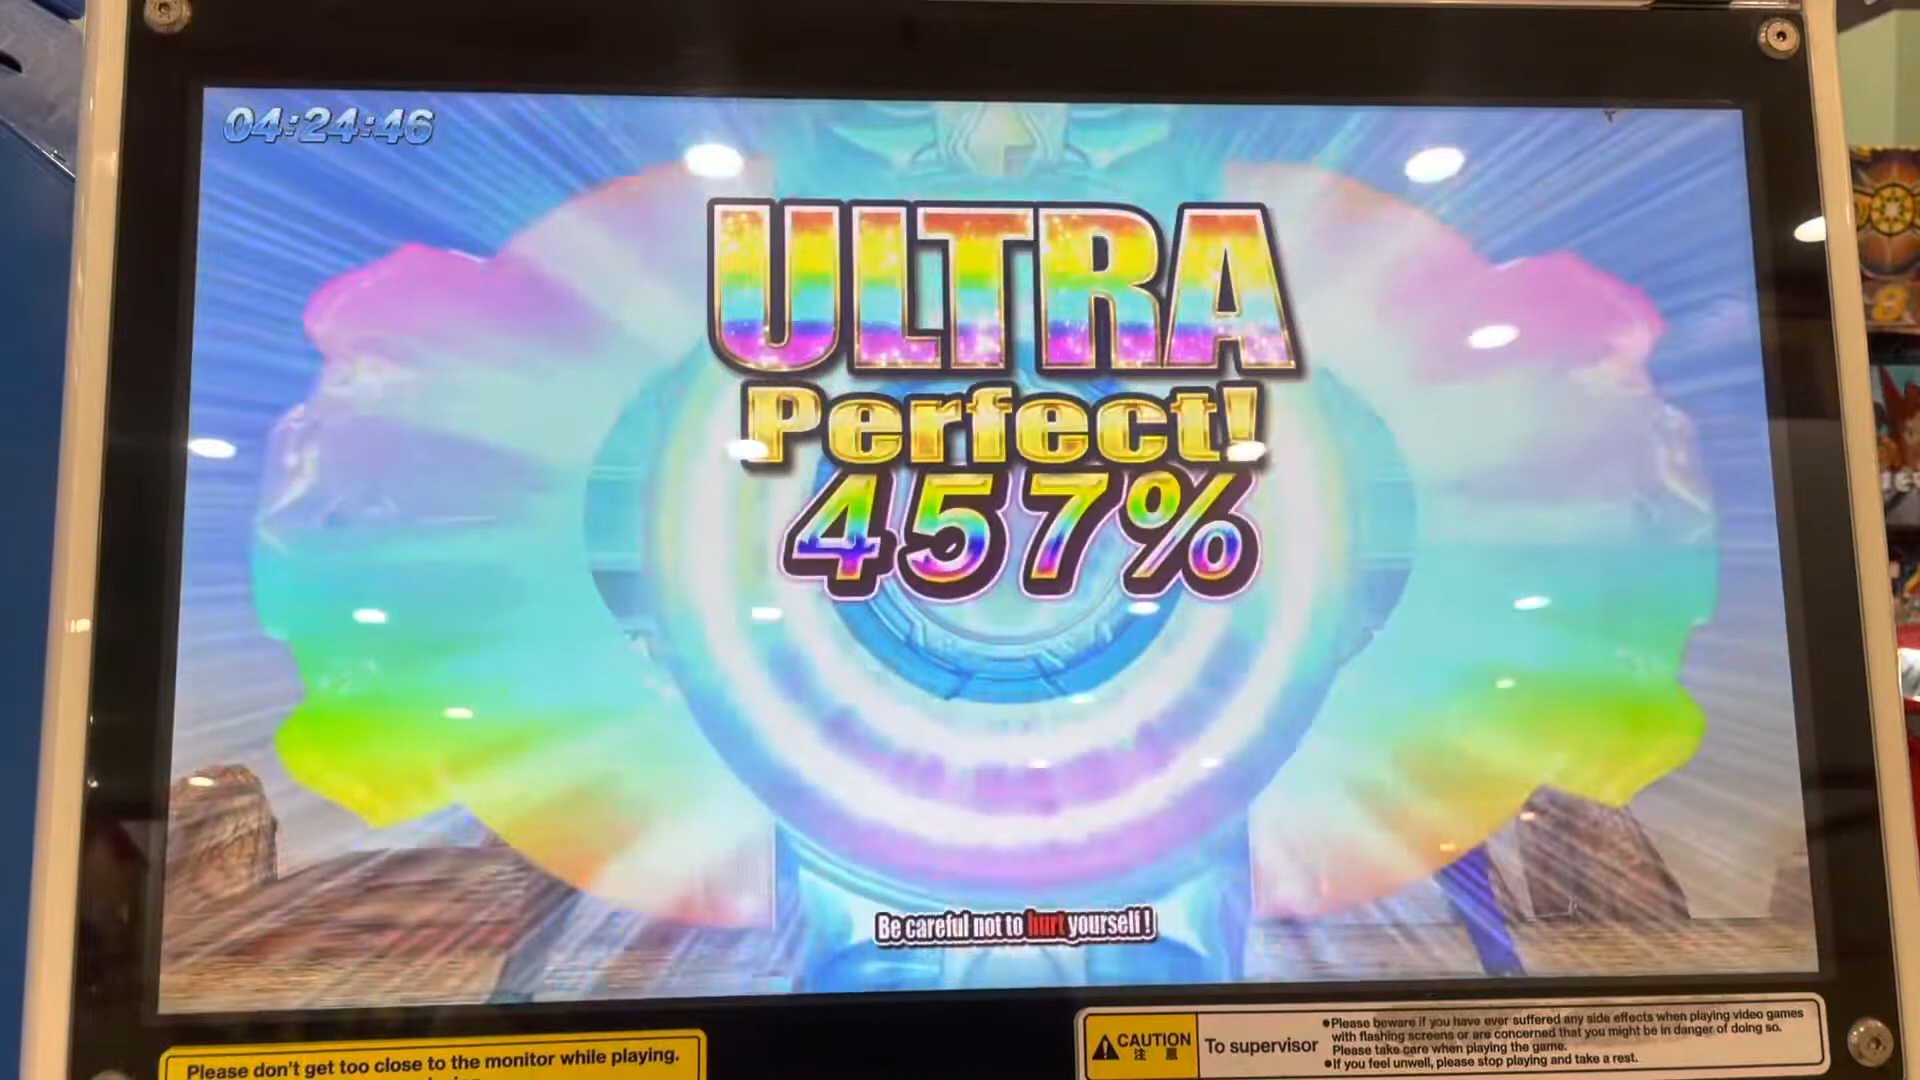 04:24:46
ULTRA
Perfect!
457%
Be careful not to hurt yourself!
Please don't get too close to the monitor while playing.
CAUTION
注 意
To supervisor
●Please beware if you have ever suffered any side effects when playing video games
with flashing screens or are concerned that you might be in danger of doing so.
Please take care when playing the game.
●If you feel unwell, please stop playing and take a rest.
8